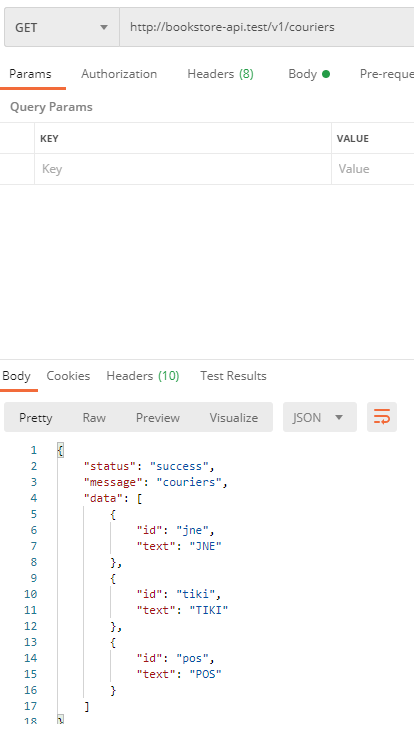 GET http://bookstore-api.test/v1/couriers
Params Authorization Headers (8) Body Pre-reque
Query Params
KEY VALUE
Key Value
Body Cookies Headers (10) Test Results
Pretty Raw Preview Visualize JSON
1 {
2 "status": "success",
3 "message": "couriers",
4 "data": [
5 {
6 "id": "jne",
7 "text": "JNE"
8 },
9 {
10 "id": "tiki",
11 "text": "TIKI"
12 },
13 {
14 "id": "pos",
15 "text": "POS"
16 }
17 ]
18 }